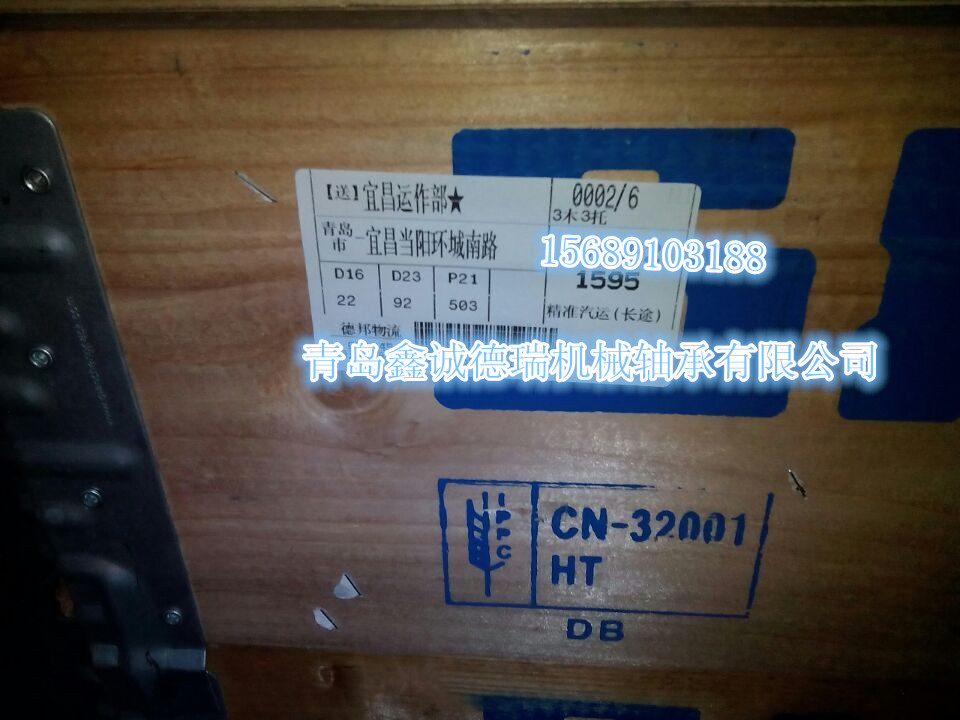 【送】宜昌运作部★ 0002/6
3木3托
青岛市-宜昌当阳环城南路
15689103188
D16 D23 P21 1595
22 92 503 精准汽运(长途)
德邦物流
青岛鑫诚德瑞机械轴承有限公司
IPPC
CN-32001
HT
DB